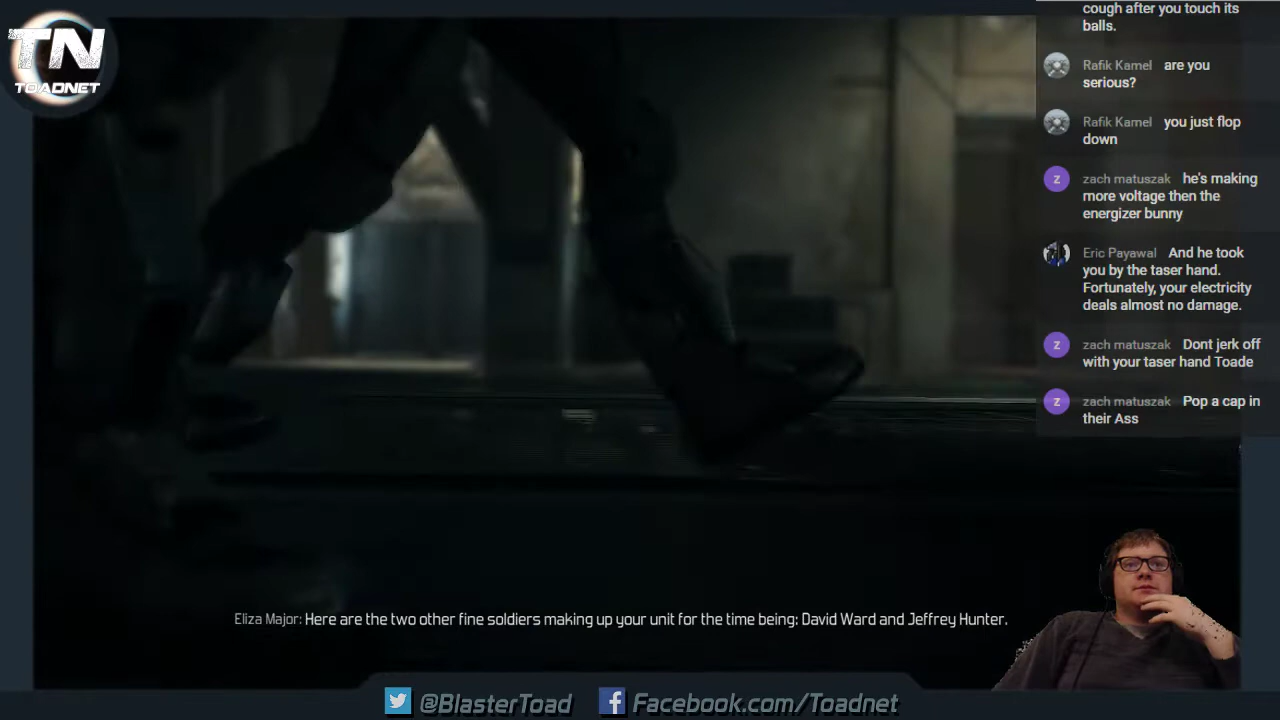 TN
TOADNET
cough after you touch its
balls.
Rafik Kamel are you
serious?
Rafik Kamel you just flop
down
z zach matuszak he's making
more voltage then the
energizer bunny
Eric Payawal And he took
you by the taser hand.
Fortunately, your electricity
deals almost no damage.
z zach matuszak Dont jerk off
with your taser hand Toade
z zach matuszak Pop a cap in
their Ass
Eliza Major: Here are the two other fine soldiers making up your unit for the time being: David Ward and Jeffrey Hunter.
@BlasterToad f Facebook.com/Toadnet